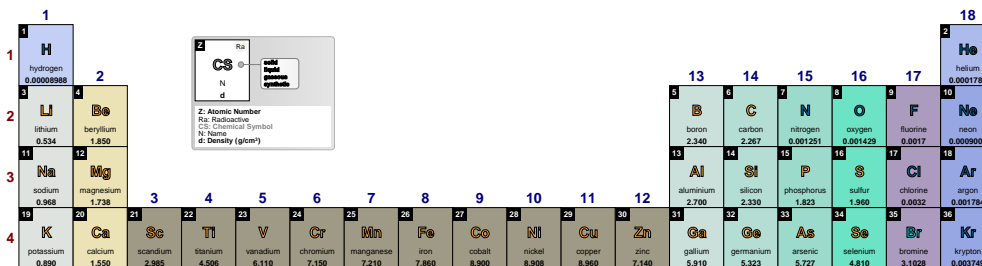 1 18
1 H hydrogen 0.00008988
Z Ra
CS
N
d
solid
liquid
gaseous
synthetic
Z: Atomic Number
Ra: Radioactive
CS: Chemical Symbol
N: Name
d: Density (g/cm³)
2 He helium 0.000178
1
2 13 14 15 16 17
3 Li lithium 0.534
4 Be beryllium 1.850
5 B boron 2.340
6 C carbon 2.267
7 N nitrogen 0.001251
8 O oxygen 0.001429
9 F fluorine 0.0017
10 Ne neon 0.000900
2
11 Na sodium 0.968
12 Mg magnesium 1.738
13 Al aluminium 2.700
14 Si silicon 2.330
15 P phosphorus 1.823
16 S sulfur 1.960
17 Cl chlorine 0.0032
18 Ar argon 0.001784
3
3 4 5 6 7 8 9 10 11 12
19 K potassium 0.890
20 Ca calcium 1.550
21 Sc scandium 2.985
22 Ti titanium 4.506
23 V vanadium 6.110
24 Cr chromium 7.150
25 Mn manganese 7.210
26 Fe iron 7.860
27 Co cobalt 8.900
28 Ni nickel 8.908
29 Cu copper 8.960
30 Zn zinc 7.140
31 Ga gallium 5.910
32 Ge germanium 5.323
33 As arsenic 5.727
34 Se selenium 4.810
35 Br bromine 3.1028
36 Kr krypton 0.003749
4